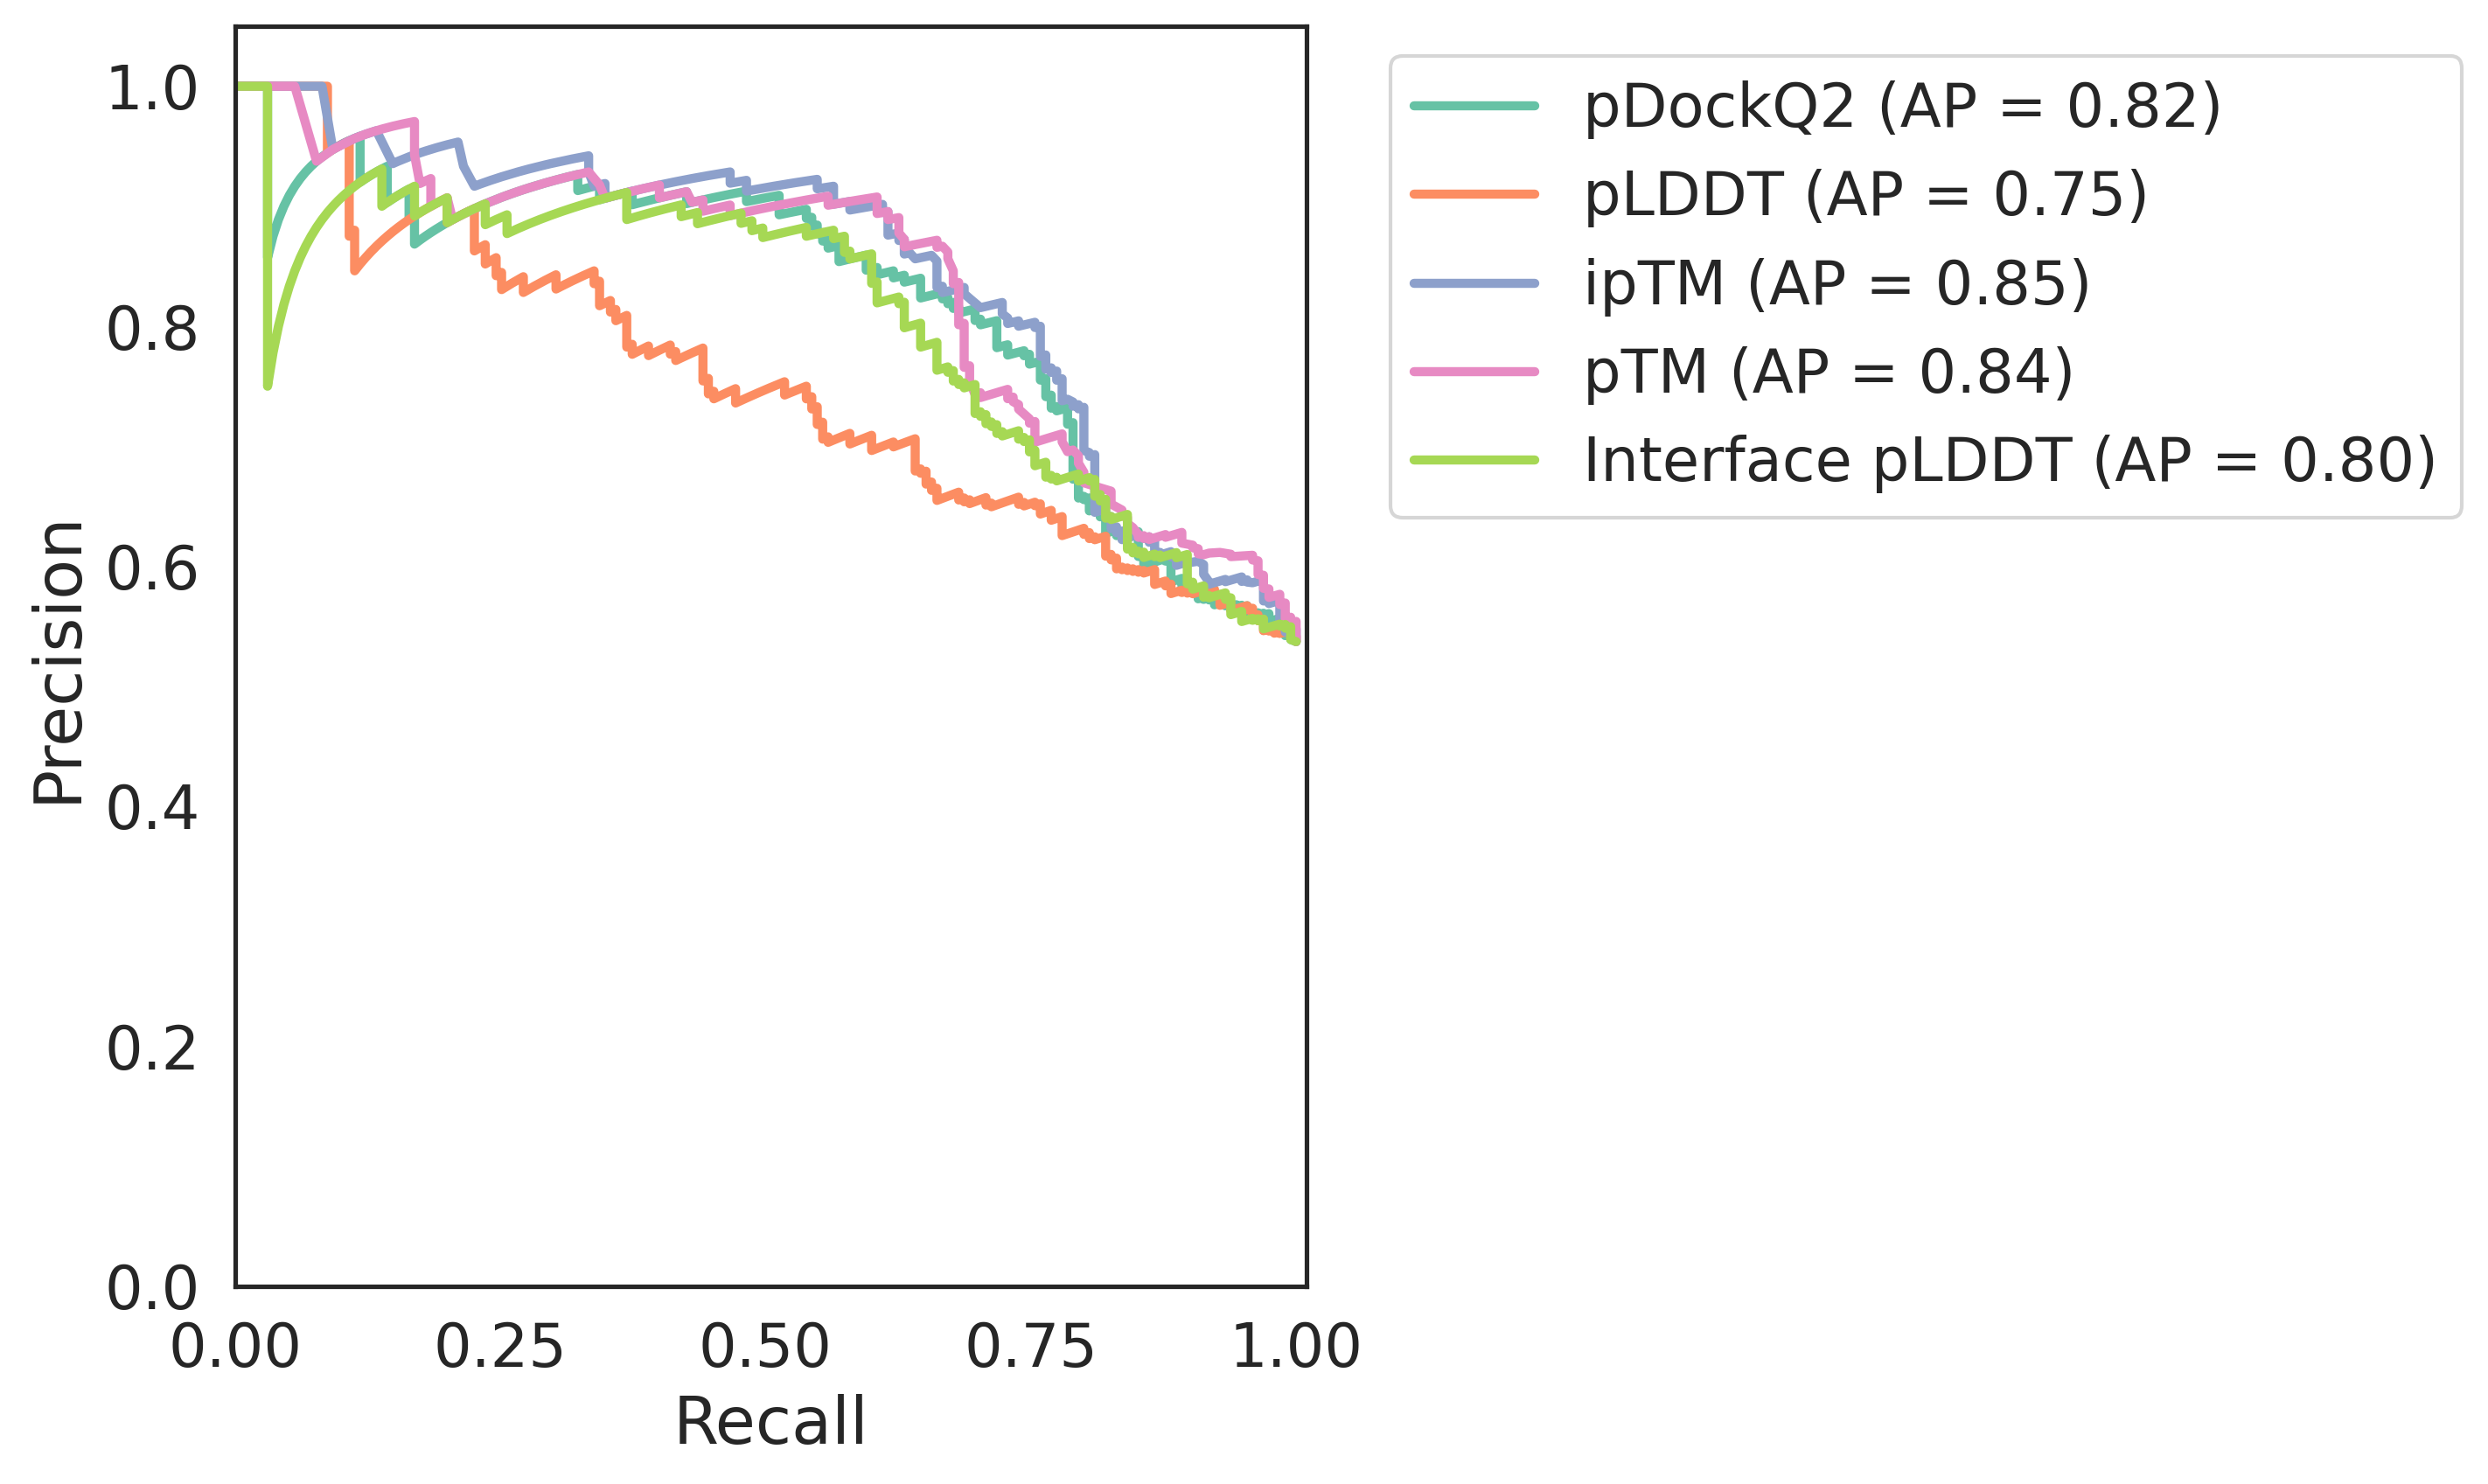 1.0
0.8
0.6
0.4
0.2
0.0
Precision
0.00 0.25 0.50 0.75 1.00
Recall
pDockQ2 (AP = 0.82)
pLDDT (AP = 0.75)
ipTM (AP = 0.85)
pTM (AP = 0.84)
Interface pLDDT (AP = 0.80)